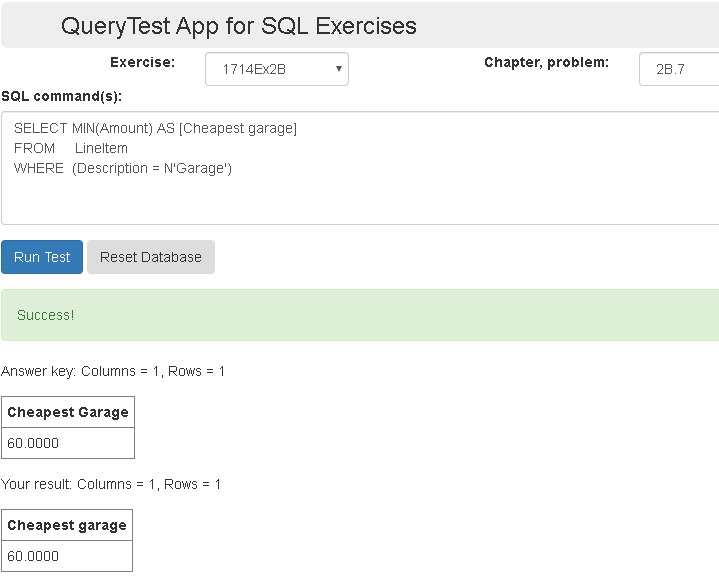 QueryTest App for SQL Exercises
Exercise: 1714Ex2B Chapter, problem: 2B.7
SQL command(s):
SELECT MIN(Amount) AS [Cheapest garage]
FROM LineItem
WHERE (Description = N'Garage')
Run Test Reset Database
Success!
Answer key: Columns = 1, Rows = 1
Cheapest Garage
60.0000
Your result: Columns = 1, Rows = 1
Cheapest garage
60.0000